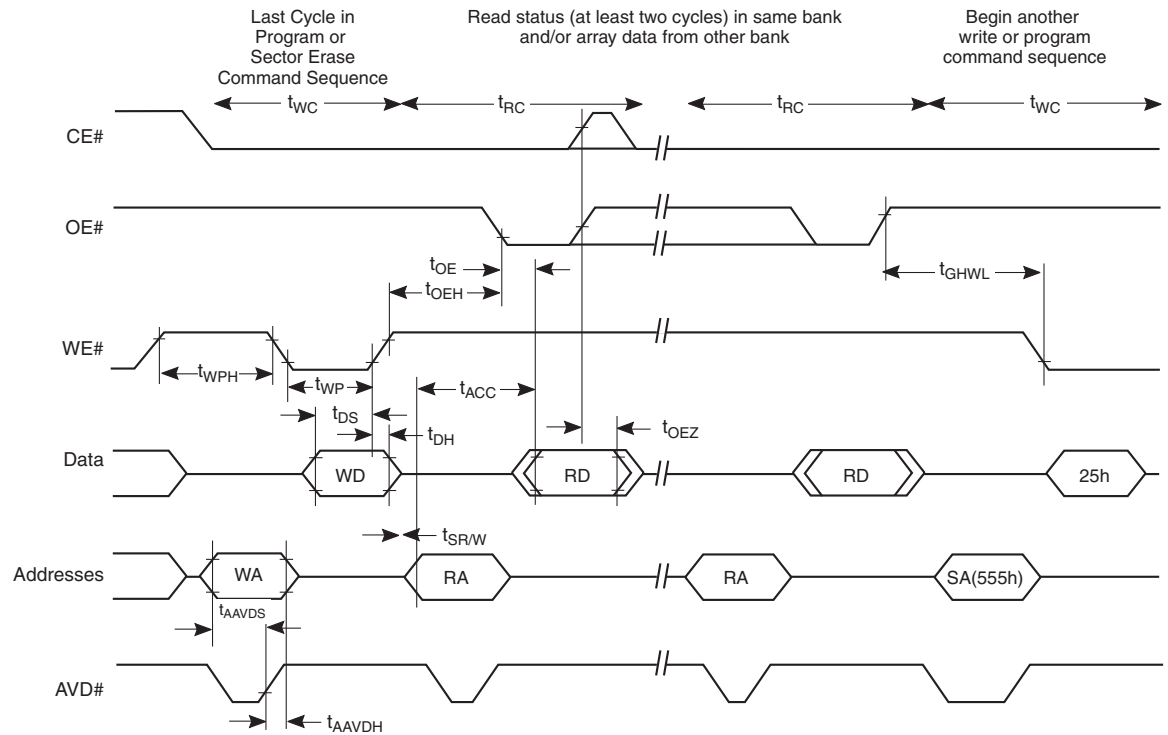 Last Cycle in
Program or
Sector Erase
Command Sequence
Read status (at least two cycles) in same bank
and/or array data from other bank
Begin another
write or program
command sequence
tWC
tRC
tRC
tWC
CE#
OE#
tOE
tOEH
tGHWL
WE#
tWPH
tWP
tACC
tDS
tDH
tOEZ
Data
WD
RD
RD
25h
tSR/W
Addresses
WA
RA
RA
SA(555h)
tAAVDS
AVD#
tAAVDH